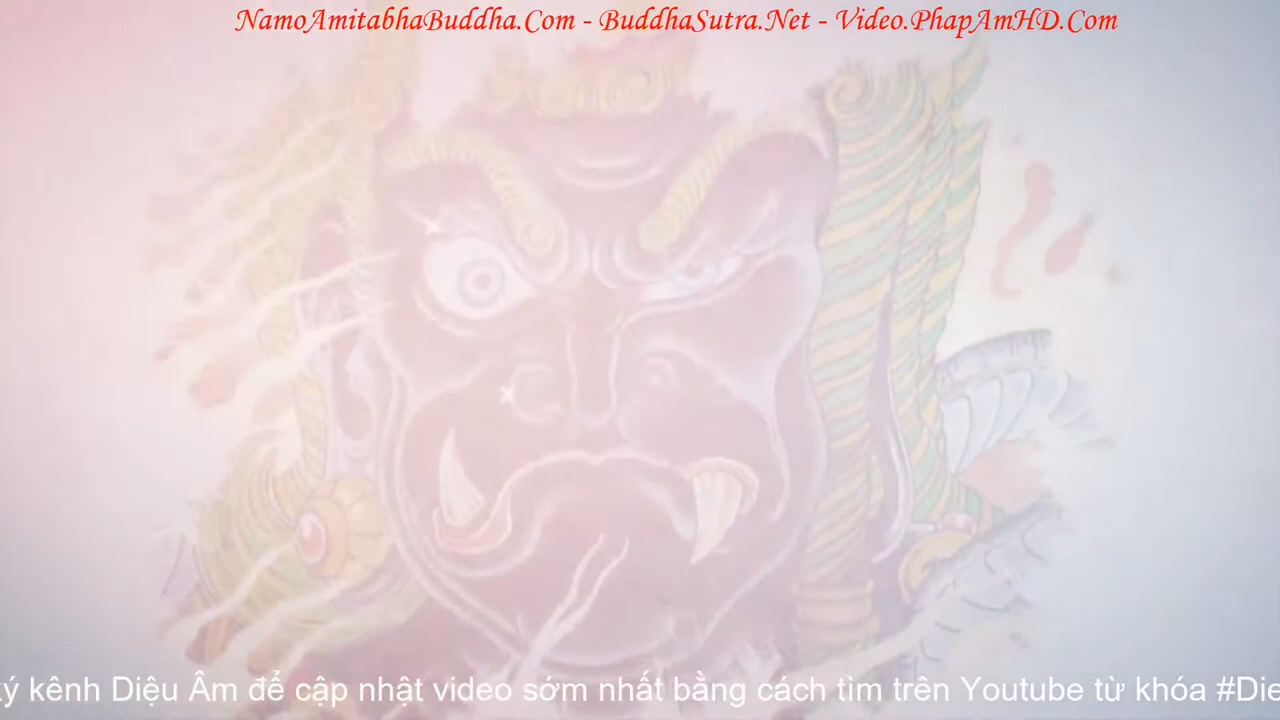 NamoAmitabhaBuddha.Com - BuddhaSutra.Net - Video.PhapAmHD.Com
kênh Diệu Âm để cập nhật video sớm nhất bằng cách tìm trên Youtube từ khóa